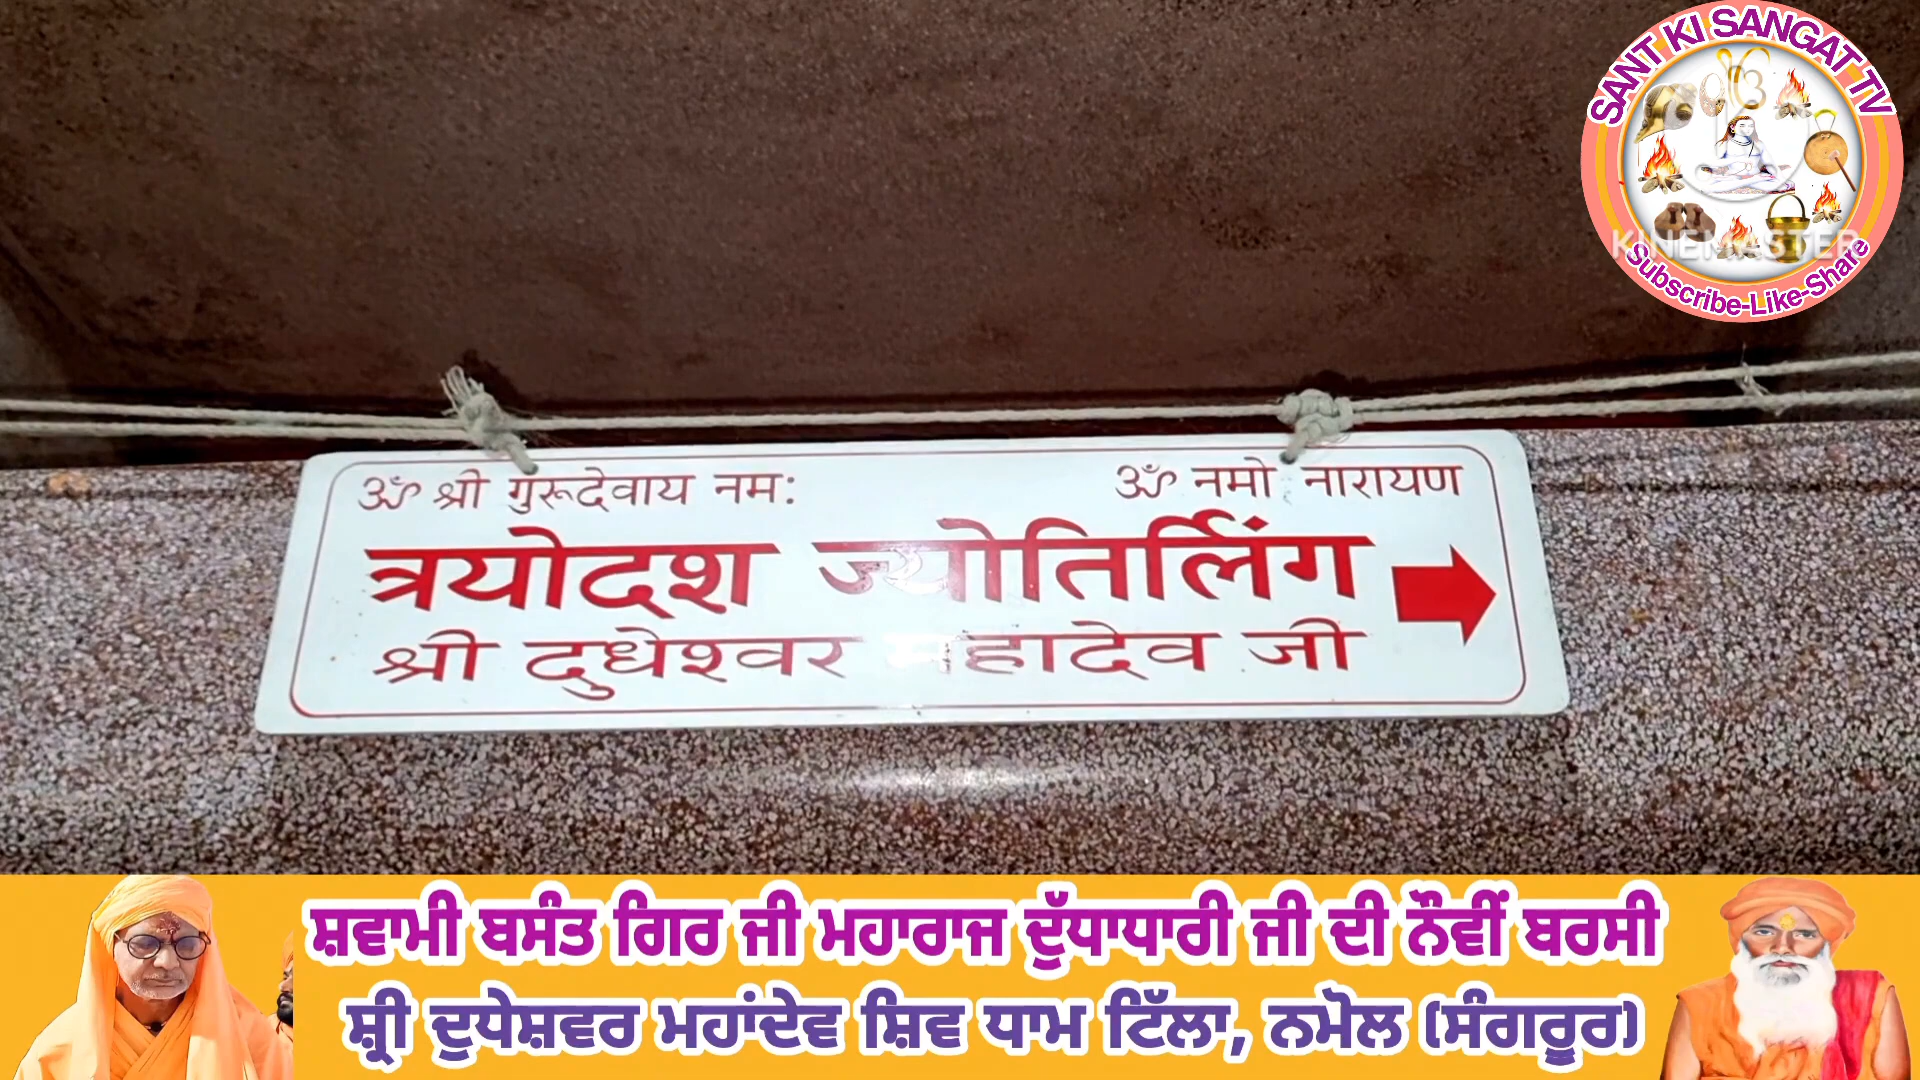 SANT KI SANGAT TV
KINEMASTER
Subscribe-Like-Share
ॐ श्री गुरूदेवाय नमः ॐ नमो नारायण
त्रयोदश ज्योतिर्लिंग
श्री दुधेश्वर महादेव जी
ਸ਼ਵਾਮੀ ਬਸੰਤ ਗਿਰ ਜੀ ਮਹਾਰਾਜ ਦੁੱਧਾਧਾਰੀ ਜੀ ਦੀ ਨੌਵੀਂ ਬਰਸੀ
ਸ਼੍ਰੀ ਦੁਧੇਸ਼ਵਰ ਮਹਾਂਦੇਵ ਸ਼ਿਵ ਧਾਮ ਟਿੱਲਾ, ਨਮੋਲ (ਸੰਗਰੂਰ)